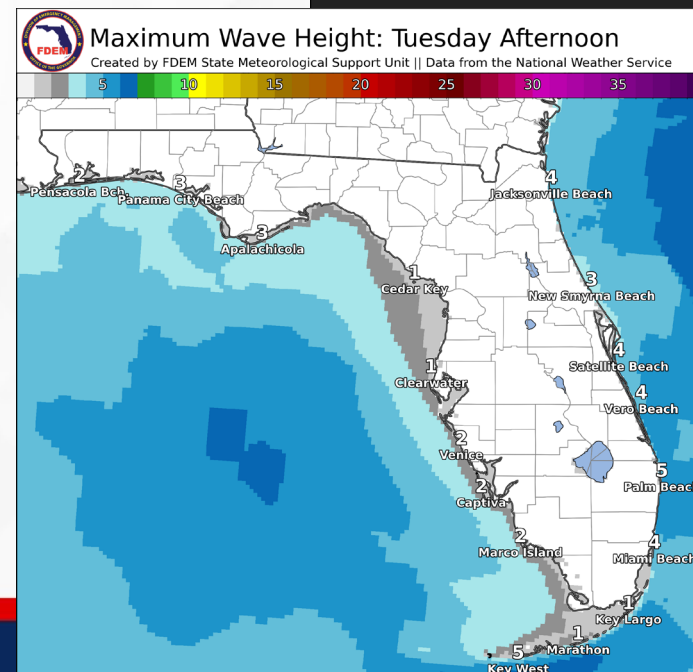 FDEM
Maximum Wave Height: Tuesday Afternoon
Created by FDEM State Meteorological Support Unit || Data from the National Weather Service
5 10 15 20 25 30 35
2
Pensacola Bch.
3
Panama City Beach
3
Apalachicola
4
Jacksonville Beach
1
Cedar Key
3
New Smyrna Beach
4
Satellite Beach
1
Clearwater
4
Vero Beach
2
Venice
5
Palm Beac
2
Captiva
2
Marco Island
4
Miami Beach
1
Key Largo
1
Marathon
5
Key West